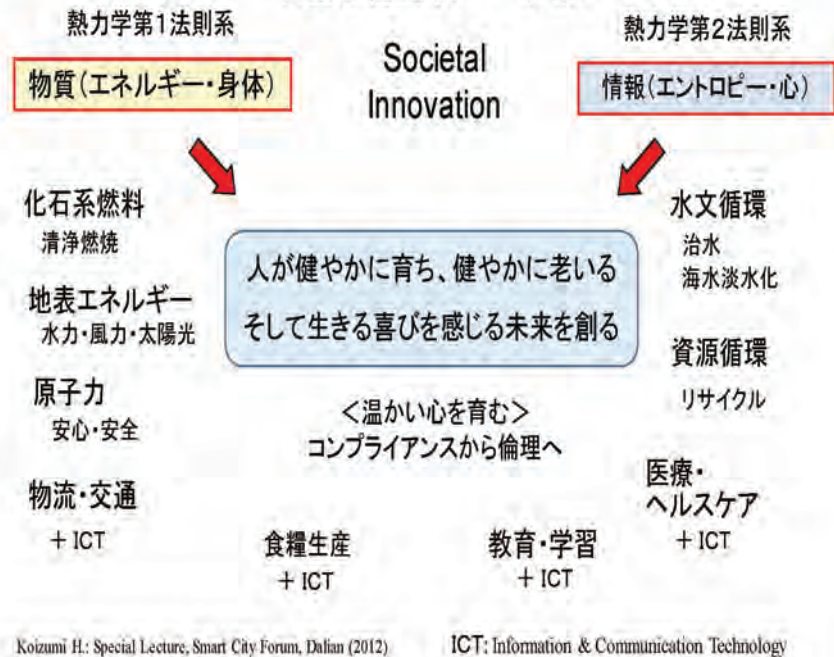 熱力学第1法則系
物質(エネルギー・身体)
Societal
Innovation
熱力学第2法則系
情報(エントロピー・心)
化石系燃料
清浄燃焼
地表エネルギー
水力・風力・太陽光
原子力
安心・安全
物流・交通
+ ICT
人が健やかに育ち、健やかに老いる
そして生きる喜びを感じる未来を創る
<温かい心を育む>
コンプライアンスから倫理へ
食糧生産
+ ICT
教育・学習
+ ICT
水文循環
治水
海水淡水化
資源循環
リサイクル
医療・
ヘルスケア
+ ICT
Koizumi H.: Special Lecture, Smart City Forum, Dalian (2012)
ICT: Information & Communication Technology